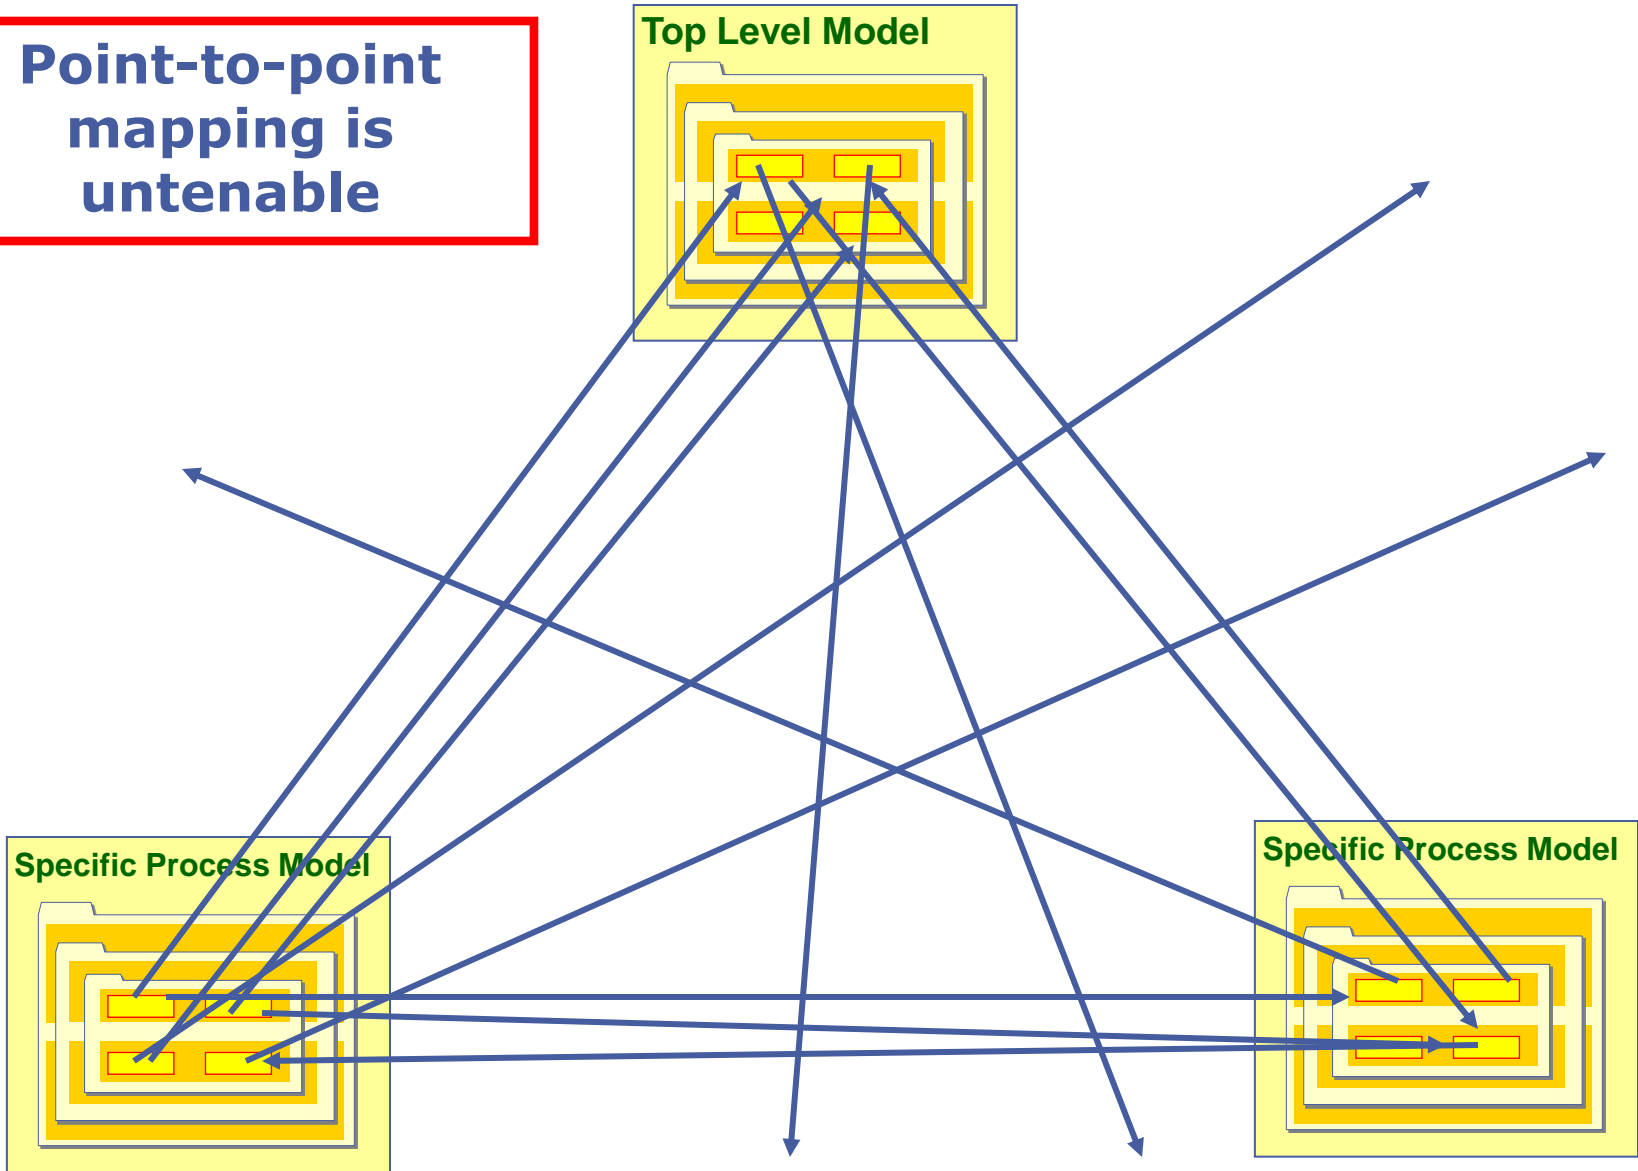 Point-to-point
mapping is
untenable
Top Level Model
Specific Process Model
Specific Process Model